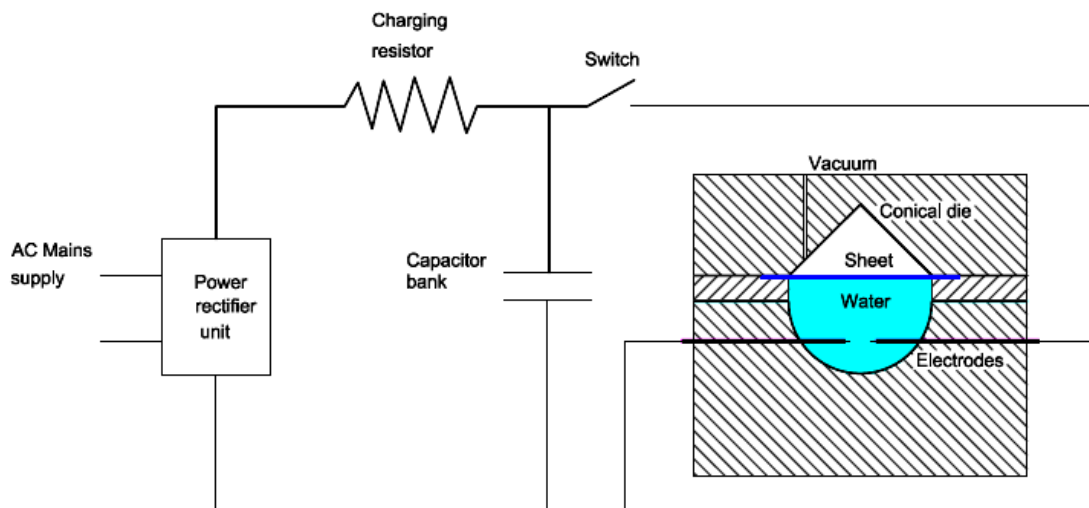 Charging
resistor
Switch
Vacuum
Conical die
AC Mains
supply
Power
rectifier
unit
Capacitor
bank
Sheet
Water
Electrodes